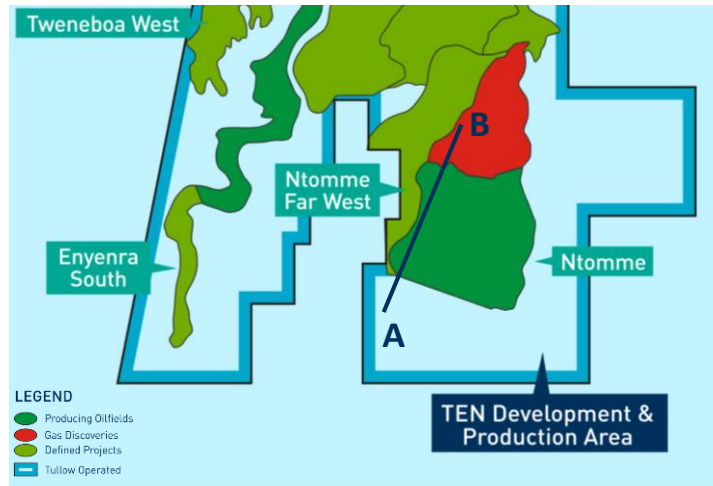 Tweneboa West
B
Ntomme
Far West
Enyenra
South
Ntomme
A
LEGEND
Producing Oilfields
Gas Discoveries
Defined Projects
Tullow Operated
TEN Development &
Production Area